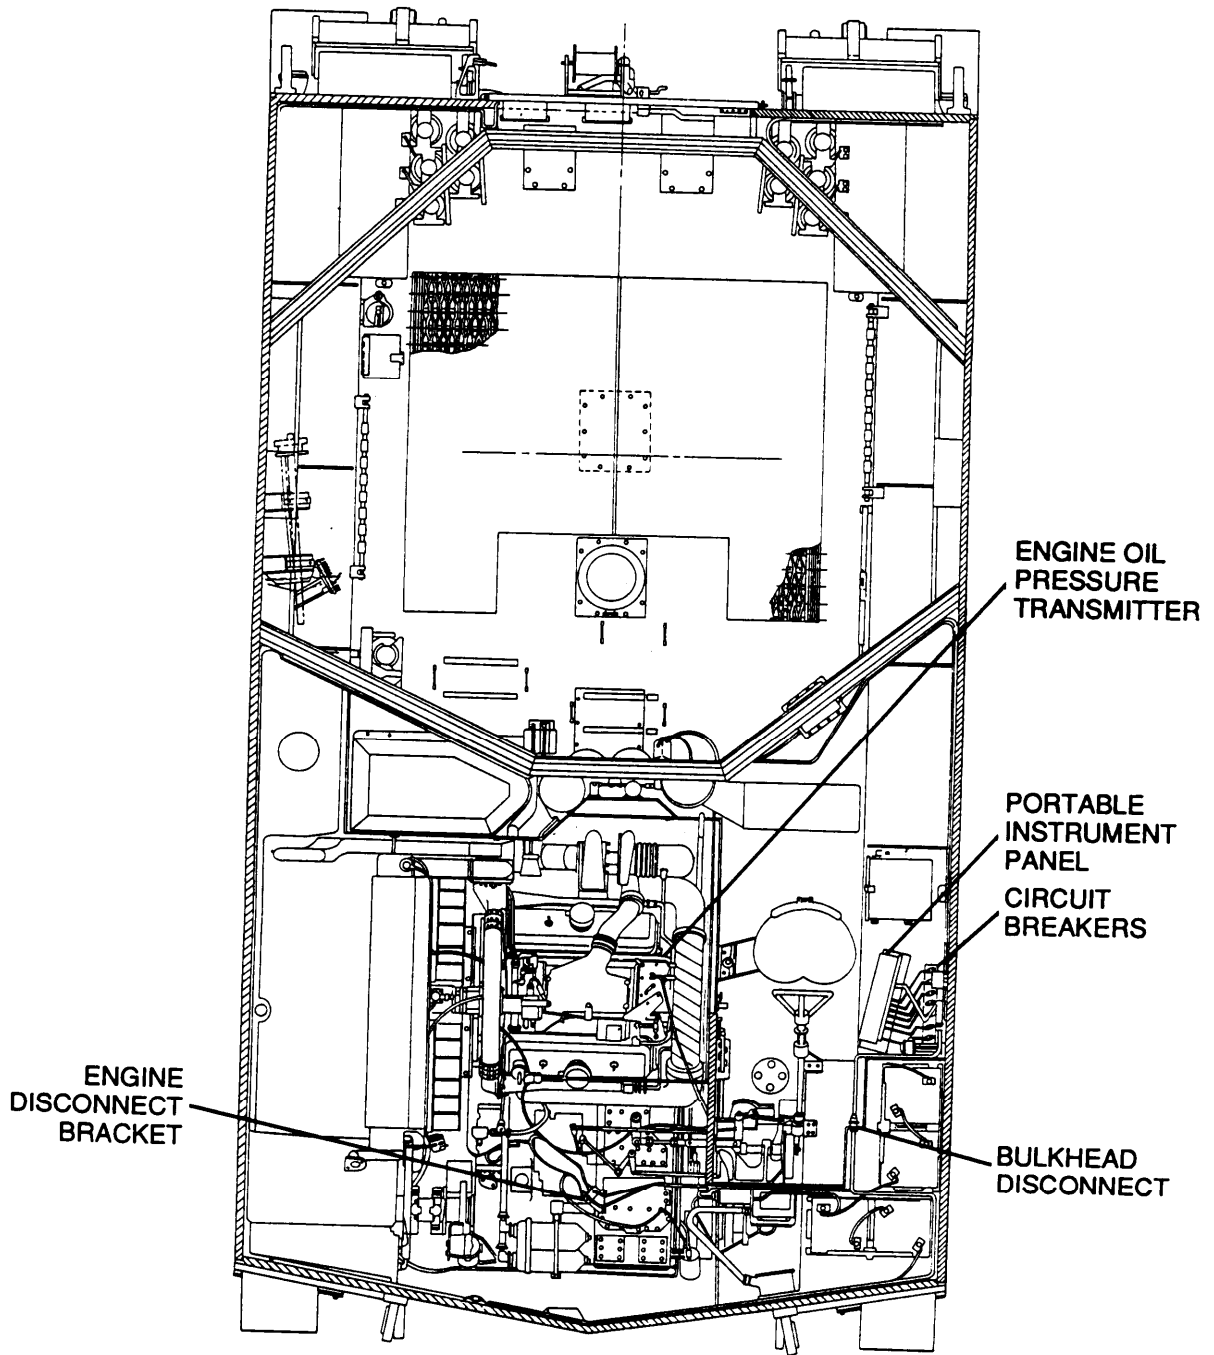 ENGINE OIL
PRESSURE
TRANSMITTER
PORTABLE
INSTRUMENT
PANEL
CIRCUIT
BREAKERS
ENGINE
DISCONNECT
BRACKET
BULKHEAD
DISCONNECT